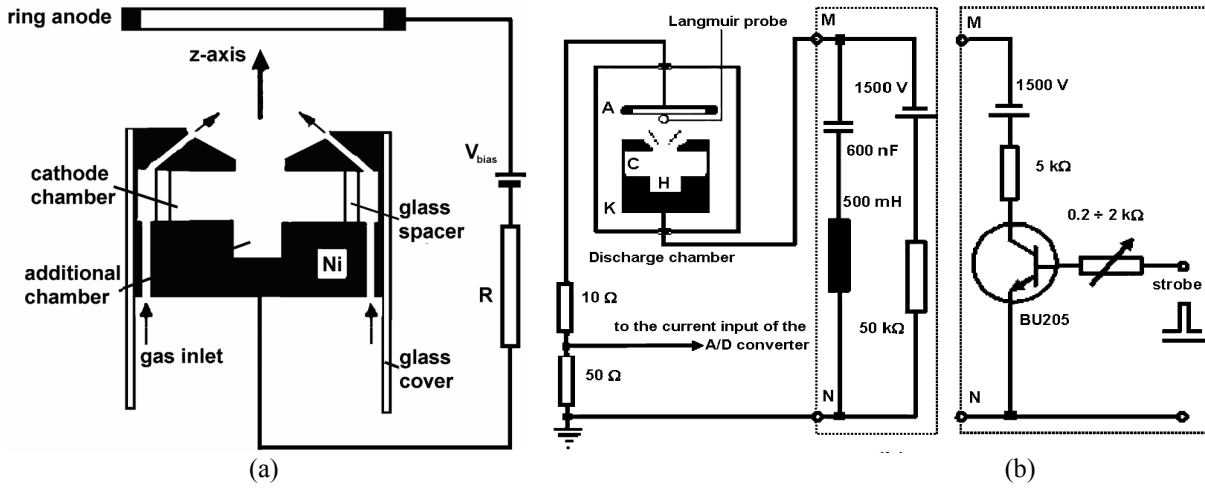 ring anode
z-axis
cathode
chamber
additional
chamber
gas inlet
glass
spacer
Ni
glass
cover
V bias
R
(a)
Langmuir probe
A
C
H
K
Discharge chamber
10 Ω
to the current input of the
A/D converter
50 Ω
M
1500 V
600 nF
500 mH
50 kΩ
N
M
1500 V
5 kΩ
0.2 ÷ 2 kΩ
BU205
strobe
N
(b)